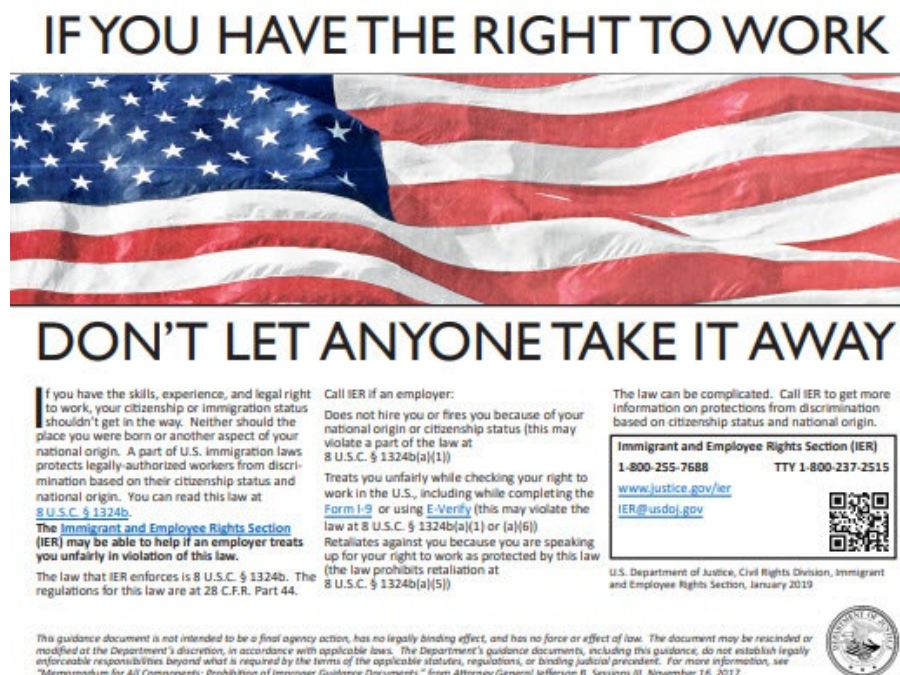 IF YOU HAVE THE RIGHT TO WORK
DON'T LET ANYONE TAKE IT AWAY
If you have the skills, experience, and legal right
to work, your citizenship or immigration status
shouldn't get in the way. Neither should the
place you were born or another aspect of your
national origin. A part of U.S. immigration laws
protects legally-authorized workers from discri-
mination based on their citizenship status and
national origin. You can read this law at
8 U.S.C. § 1324b.
The Immigrant and Employee Rights Section
(IER) may be able to help if an employer treats
you unfairly in violation of this law.
The law that IER enforces is 8 U.S.C. § 1324b. The
regulations for this law are at 28 C.F.R. Part 44.
Call IER if an employer:
Does not hire you or fires you because of your
national origin or citizenship status (this may
violate a part of the law at
8 U.S.C. § 1324b(a)(1))
Treats you unfairly while checking your right to
work in the U.S., including while completing the
Form I-9 or using E-Verify (this may violate the
law at 8 U.S.C. § 1324b(a)(1) or (a)(6))
Retaliates against you because you are speaking
up for your right to work as protected by this law
(the law prohibits retaliation at
8 U.S.C. § 1324b(a)(5))
The law can be complicated. Call IER to get more
information on protections from discrimination
based on citizenship status and national origin.
Immigrant and Employee Rights Section (IER)
1-800-255-7688 TTY 1-800-237-2515
www.justice.gov/ier
IER@usdoj.gov
U.S. Department of Justice, Civil Rights Division, Immigrant
and Employee Rights Section, January 2019
This guidance document is not intended to be a final agency action, has no legally binding effect, and has no force or effect of law. The document may be rescinded or
modified at the Department's discretion, in accordance with applicable laws. The Department's guidance documents, including this guidance, do not establish legally
enforceable responsibilities beyond what is required by the terms of the applicable statutes, regulations, or binding judicial precedent. For more information, see
"Memorandum for All Components: Prohibition of Improper Guidance Documents," from Attorney General Jefferson B. Sessions III, November 16, 2017.